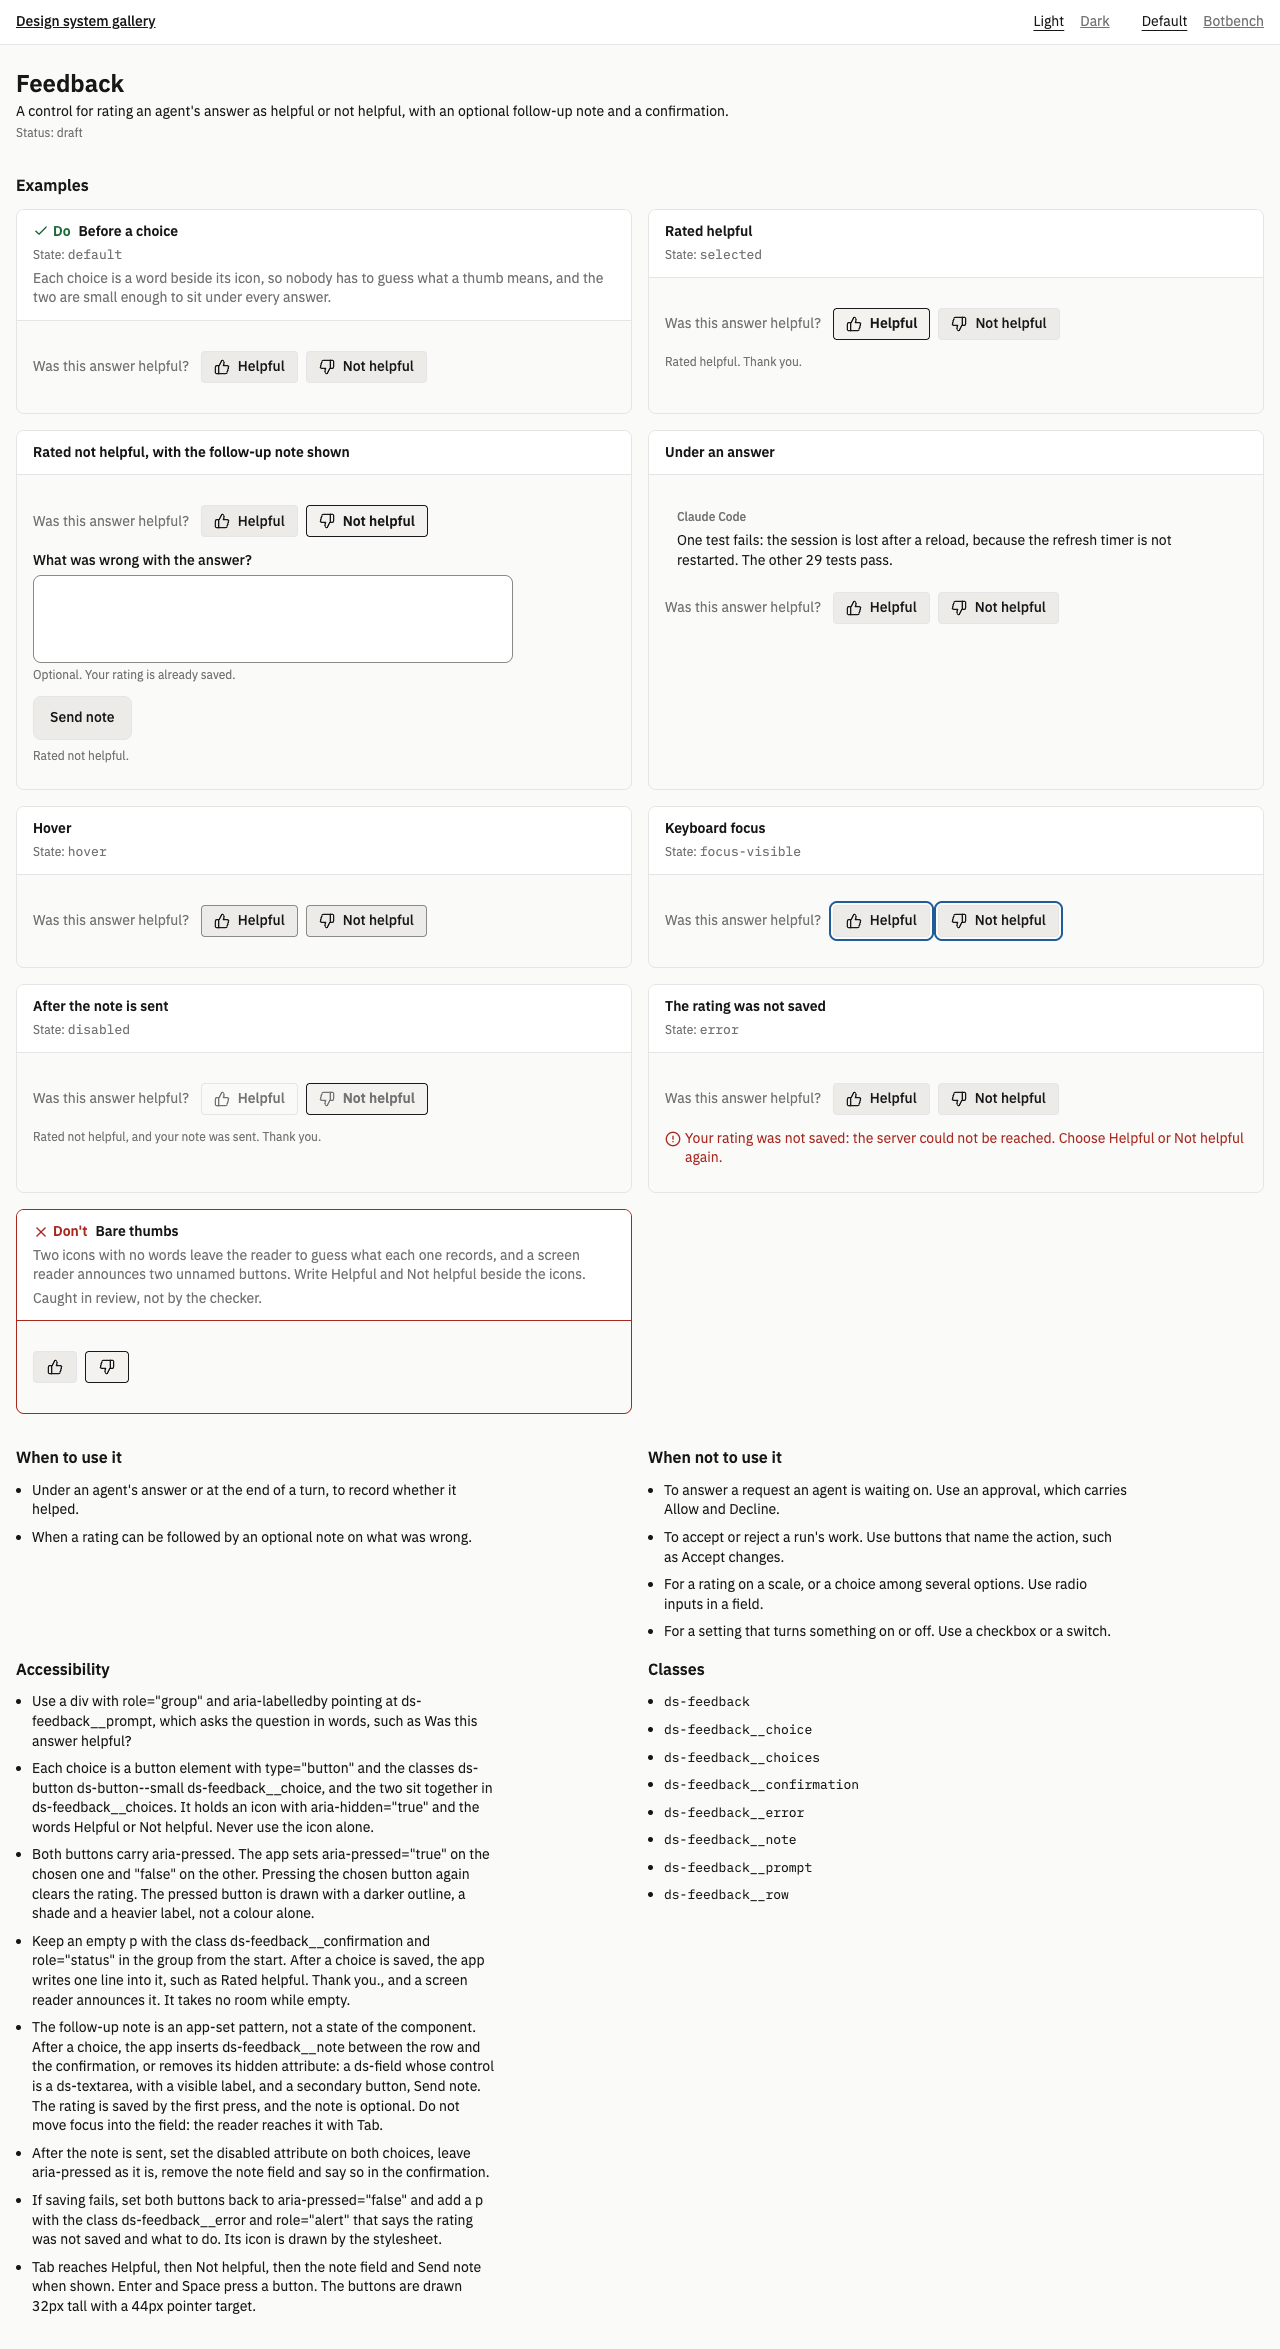 Design system gallery
Light Dark Default Botbench
Feedback
A control for rating an agent's answer as helpful or not helpful, with an optional follow-up note and a confirmation.
Status: draft
Examples
Do Before a choice
State: default
Each choice is a word beside its icon, so nobody has to guess what a thumb means, and the
two are small enough to sit under every answer.
Was this answer helpful? Helpful Not helpful
Rated helpful
State: selected
Was this answer helpful? Helpful Not helpful
Rated helpful. Thank you.
Rated not helpful, with the follow-up note shown
Was this answer helpful? Helpful Not helpful
What was wrong with the answer?
Optional. Your rating is already saved.
Send note
Rated not helpful.
Under an answer
Claude Code
One test fails: the session is lost after a reload, because the refresh timer is not
restarted. The other 29 tests pass.
Was this answer helpful? Helpful Not helpful
Hover
State: hover
Was this answer helpful? Helpful Not helpful
Keyboard focus
State: focus-visible
Was this answer helpful? Helpful Not helpful
After the note is sent
State: disabled
Was this answer helpful? Helpful Not helpful
Rated not helpful, and your note was sent. Thank you.
The rating was not saved
State: error
Was this answer helpful? Helpful Not helpful
Your rating was not saved: the server could not be reached. Choose Helpful or Not helpful
again.
Don't Bare thumbs
Two icons with no words leave the reader to guess what each one records, and a screen
reader announces two unnamed buttons. Write Helpful and Not helpful beside the icons.
Caught in review, not by the checker.
When to use it
Under an agent's answer or at the end of a turn, to record whether it
helped.
When a rating can be followed by an optional note on what was wrong.
When not to use it
To answer a request an agent is waiting on. Use an approval, which carries
Allow and Decline.
To accept or reject a run's work. Use buttons that name the action, such
as Accept changes.
For a rating on a scale, or a choice among several options. Use radio
inputs in a field.
For a setting that turns something on or off. Use a checkbox or a switch.
Accessibility
Use a div with role="group" and aria-labelledby pointing at ds-
feedback__prompt, which asks the question in words, such as Was this
answer helpful?
Each choice is a button element with type="button" and the classes ds-
button ds-button--small ds-feedback__choice, and the two sit together in
ds-feedback__choices. It holds an icon with aria-hidden="true" and the
words Helpful or Not helpful. Never use the icon alone.
Both buttons carry aria-pressed. The app sets aria-pressed="true" on the
chosen one and "false" on the other. Pressing the chosen button again
clears the rating. The pressed button is drawn with a darker outline, a
shade and a heavier label, not a colour alone.
Keep an empty p with the class ds-feedback__confirmation and
role="status" in the group from the start. After a choice is saved, the app
writes one line into it, such as Rated helpful. Thank you., and a screen
reader announces it. It takes no room while empty.
The follow-up note is an app-set pattern, not a state of the component.
After a choice, the app inserts ds-feedback__note between the row and
the confirmation, or removes its hidden attribute: a ds-field whose control
is a ds-textarea, with a visible label, and a secondary button, Send note.
The rating is saved by the first press, and the note is optional. Do not
move focus into the field: the reader reaches it with Tab.
After the note is sent, set the disabled attribute on both choices, leave
aria-pressed as it is, remove the note field and say so in the confirmation.
If saving fails, set both buttons back to aria-pressed="false" and add a p
with the class ds-feedback__error and role="alert" that says the rating
was not saved and what to do. Its icon is drawn by the stylesheet.
Tab reaches Helpful, then Not helpful, then the note field and Send note
when shown. Enter and Space press a button. The buttons are drawn
32px tall with a 44px pointer target.
Classes
ds-feedback
ds-feedback__choice
ds-feedback__choices
ds-feedback__confirmation
ds-feedback__error
ds-feedback__note
ds-feedback__prompt
ds-feedback__row